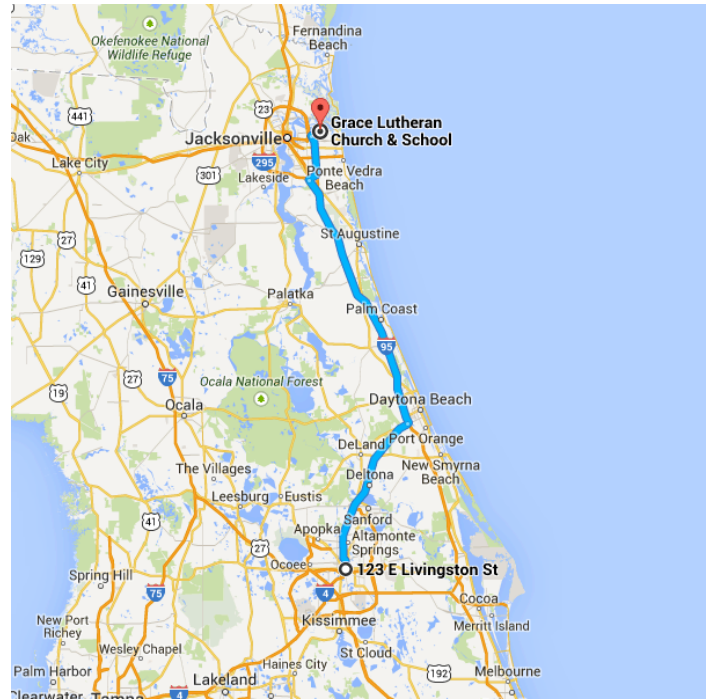 Okefenokee National
Wildlife Refuge
Fernandina
Beach
441
23
Grace Lutheran
Church & School
Jacksonville
Oak
Lake City
295
301
Lakeside
Ponte Vedra
Beach
27
129
St Augustine
41
Gainesville
Palatka
Palm Coast
95
19
27
75
Ocala National Forest
Ocala
Daytona Beach
DeLand
Port Orange
The Villages
Deltona
New Smyrna
Beach
Leesburg
Eustis
41
Sanford
Apopka
Altamonte
Springs
27
Ocoee
123 E Livingston St
Spring Hill
75
4
Cocoa
New Port
Richey
Kissimmee
Merritt Island
Wesley Chapel
St Cloud
Haines City
192
Palm Harbor
Lakeland
Melbourne
Clearwater
Tampa
4